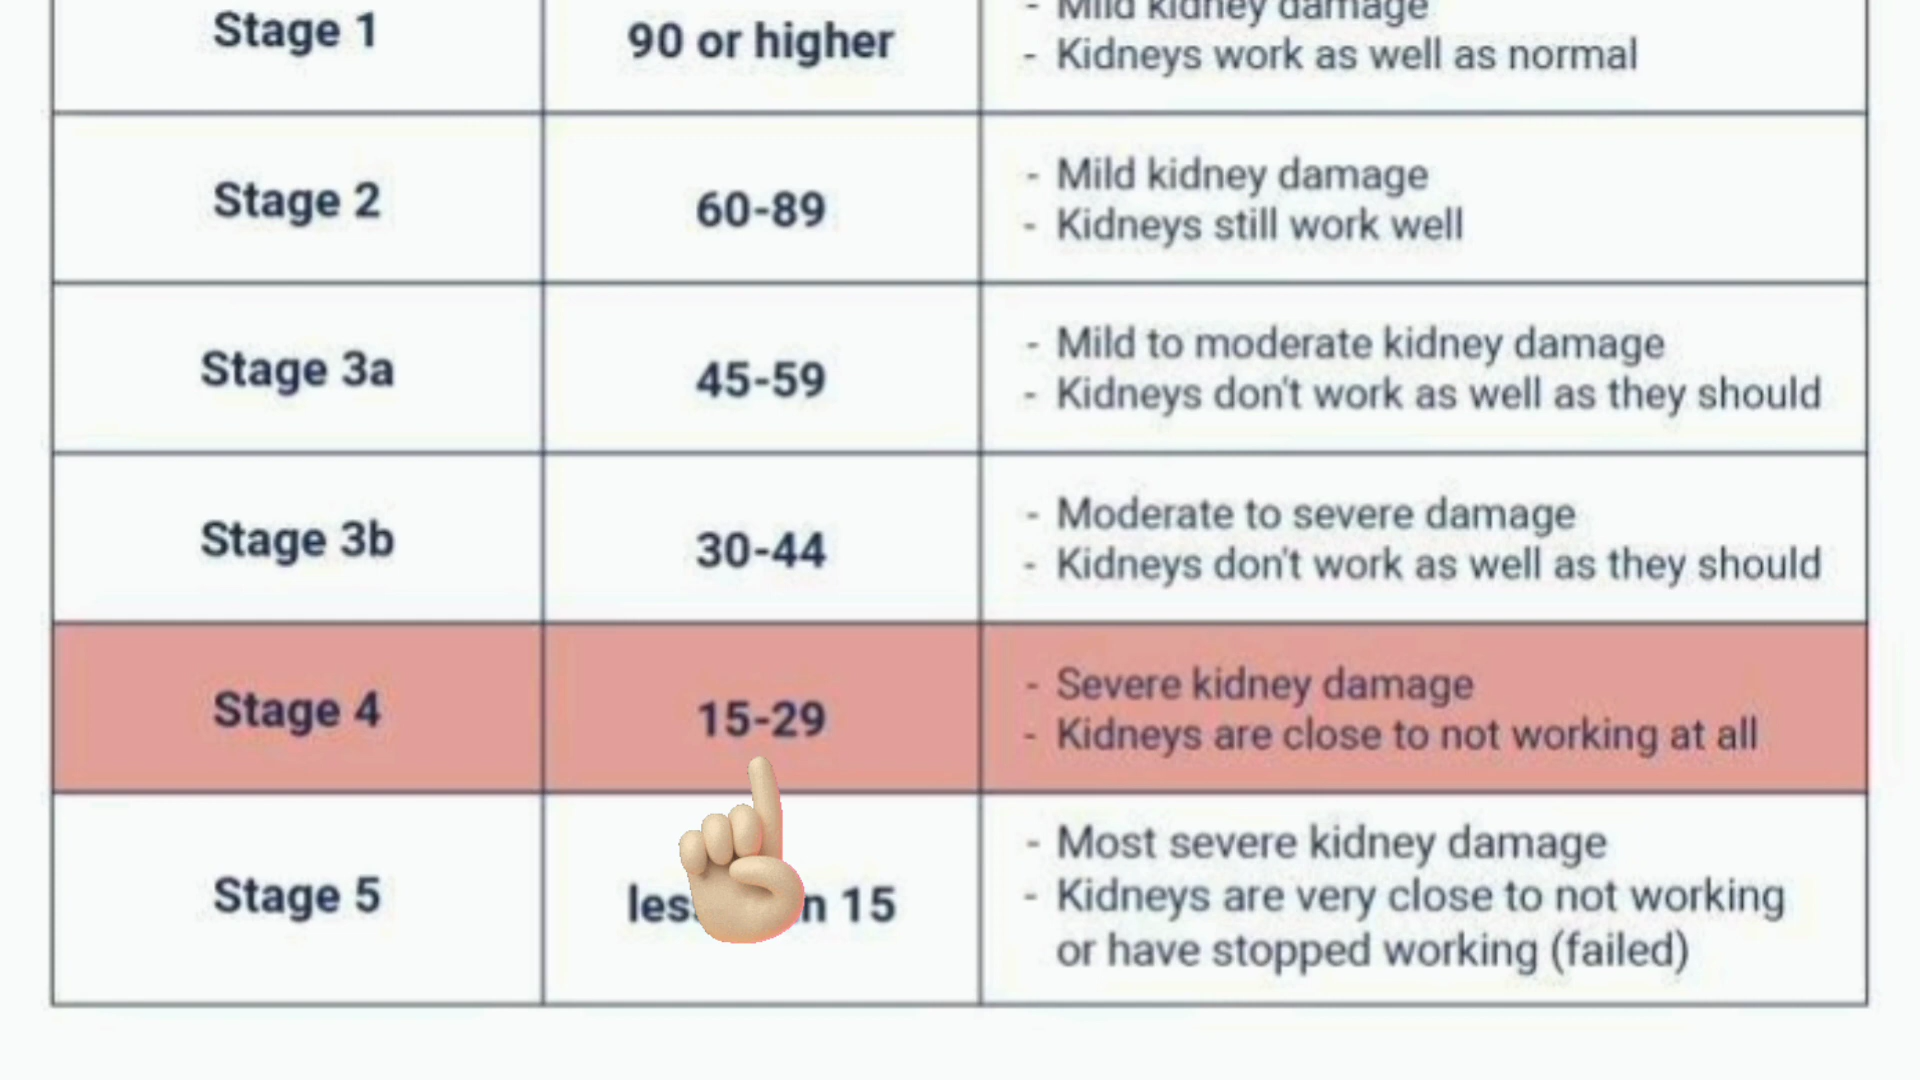 Stage 1
90 or higher
- Mild kidney damage
- Kidneys work as well as normal
Stage 2
60-89
- Mild kidney damage
- Kidneys still work well
Stage 3a
45-59
- Mild to moderate kidney damage
- Kidneys don't work as well as they should
Stage 3b
30-44
- Moderate to severe damage
- Kidneys don't work as well as they should
Stage 4
15-29
- Severe kidney damage
- Kidneys are close to not working at all
Stage 5
15
- Most severe kidney damage
- Kidneys are very close to not working
or have stopped working (failed)